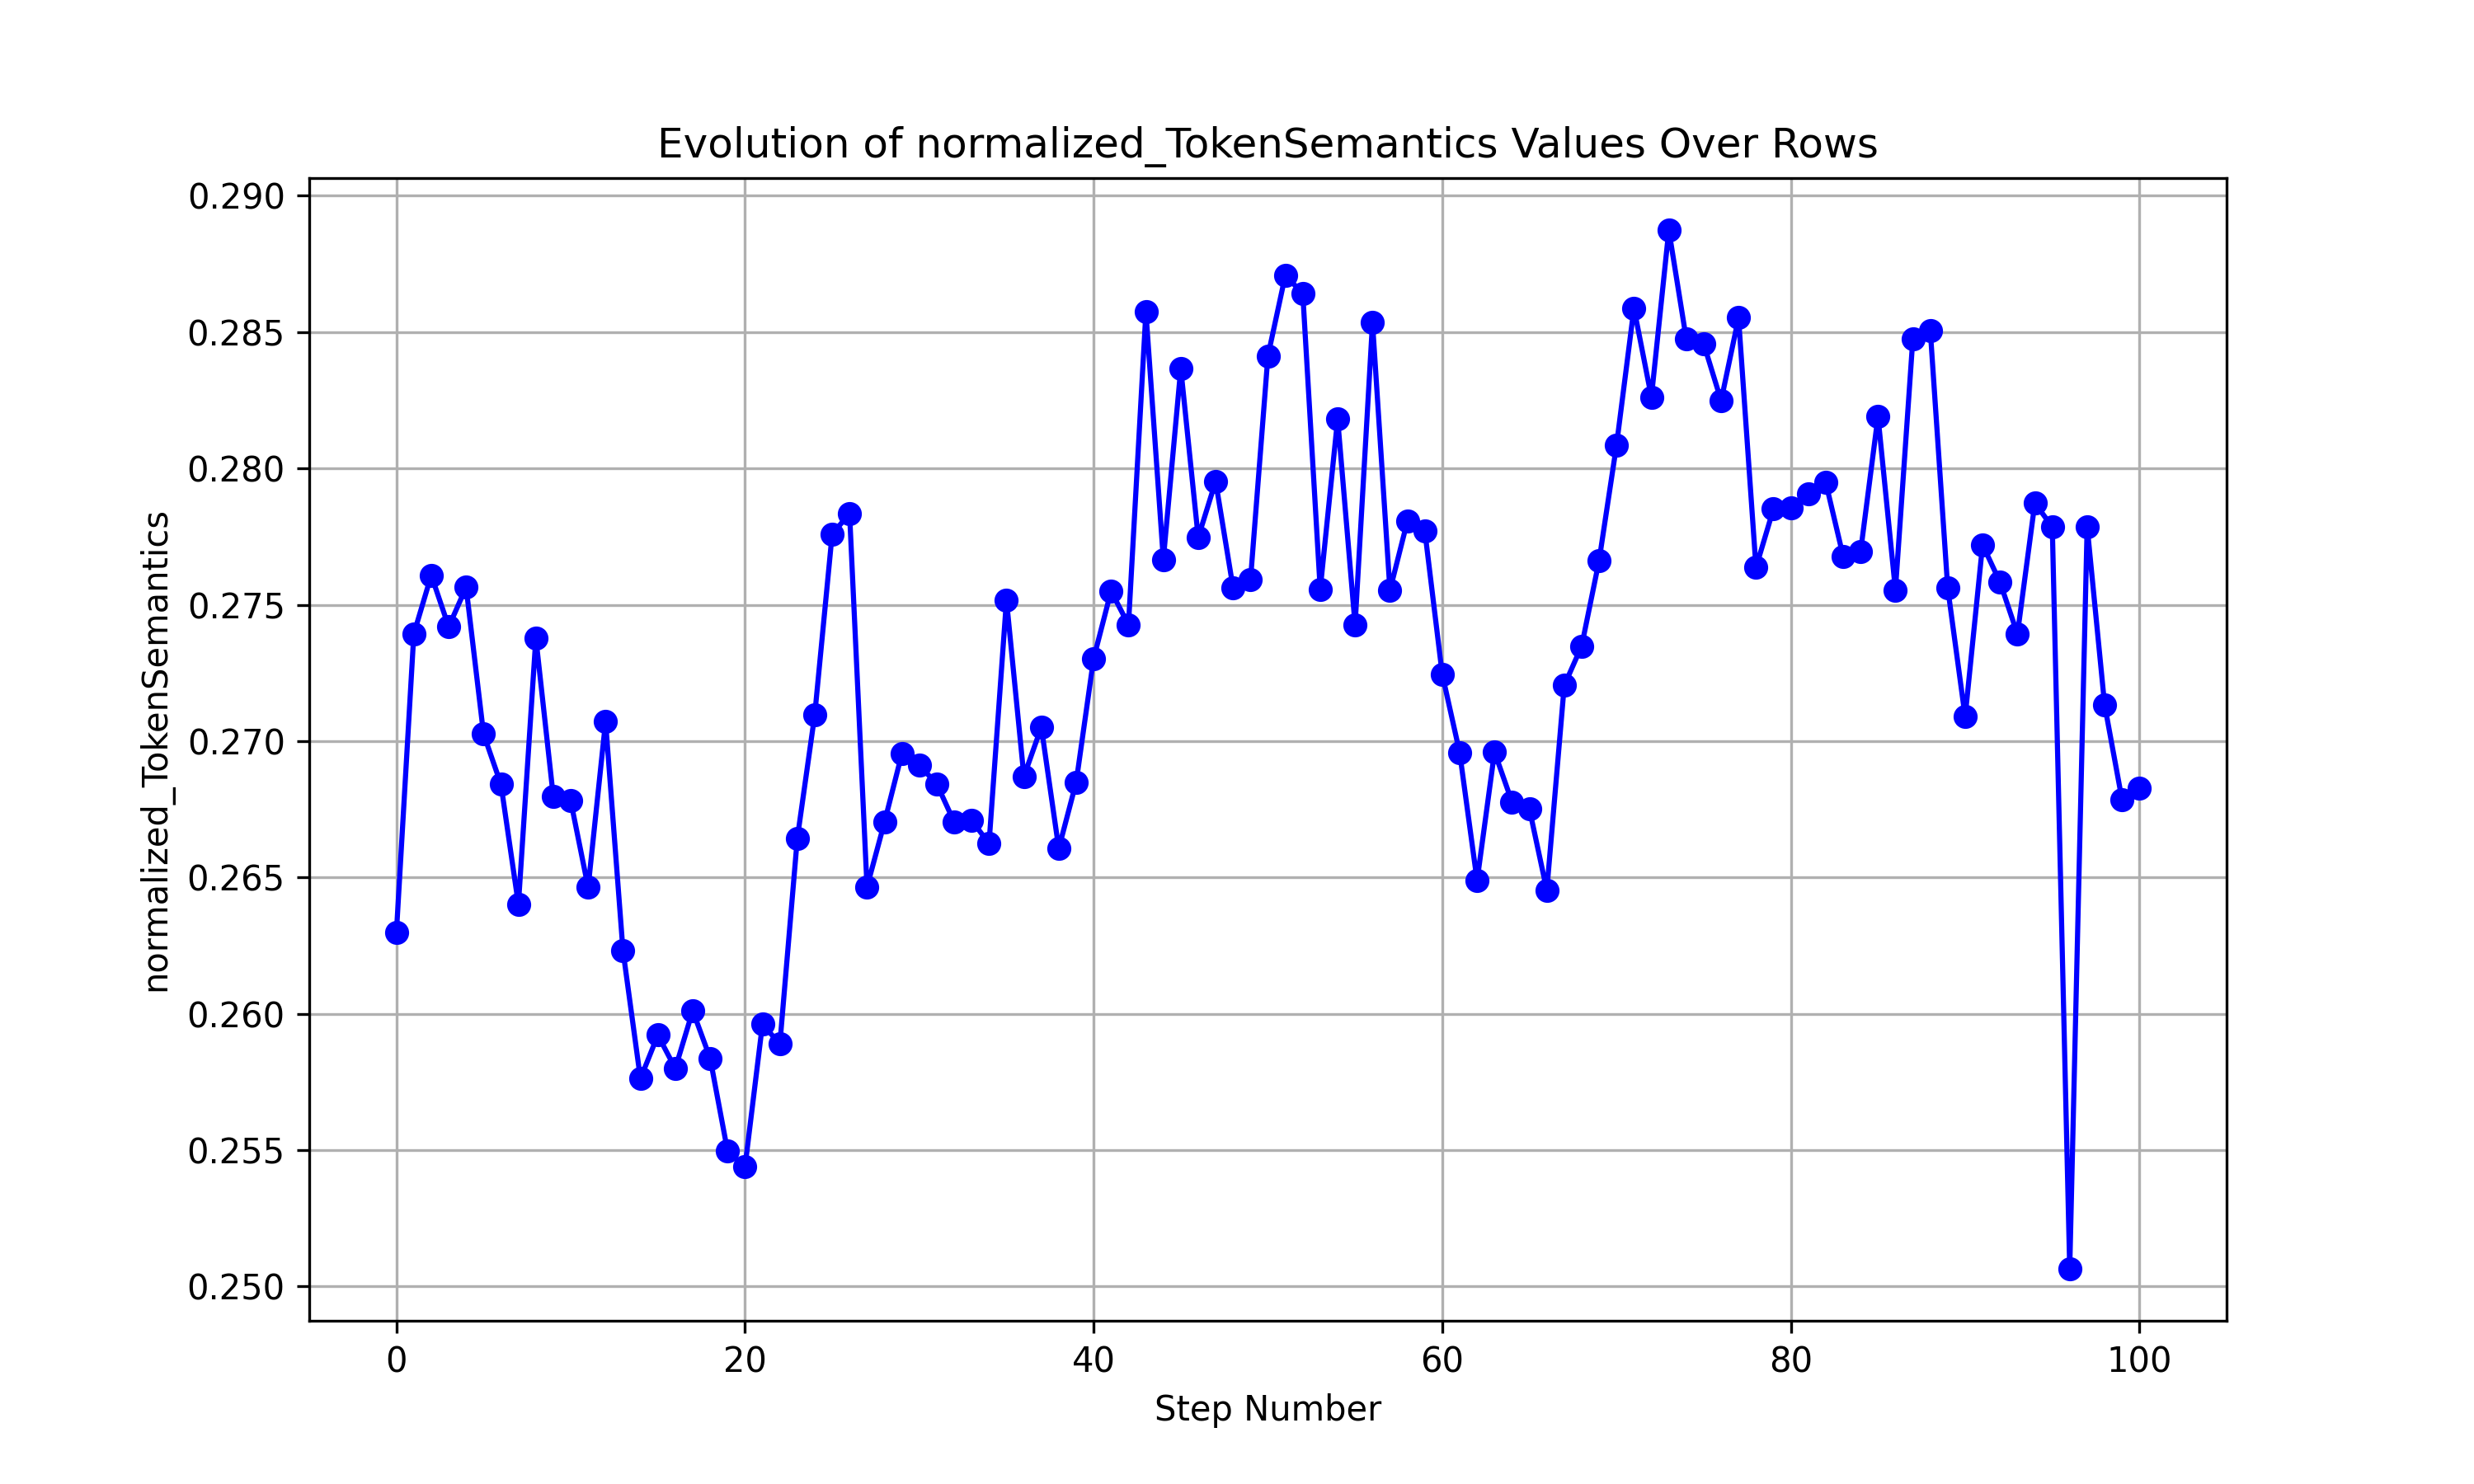 Evolution of normalized_TokenSemantics Values Over Rows
normalized_TokenSemantics
0.290
0.285
0.280
0.275
0.270
0.265
0.260
0.255
0.250
0 20 40 60 80 100
Step Number